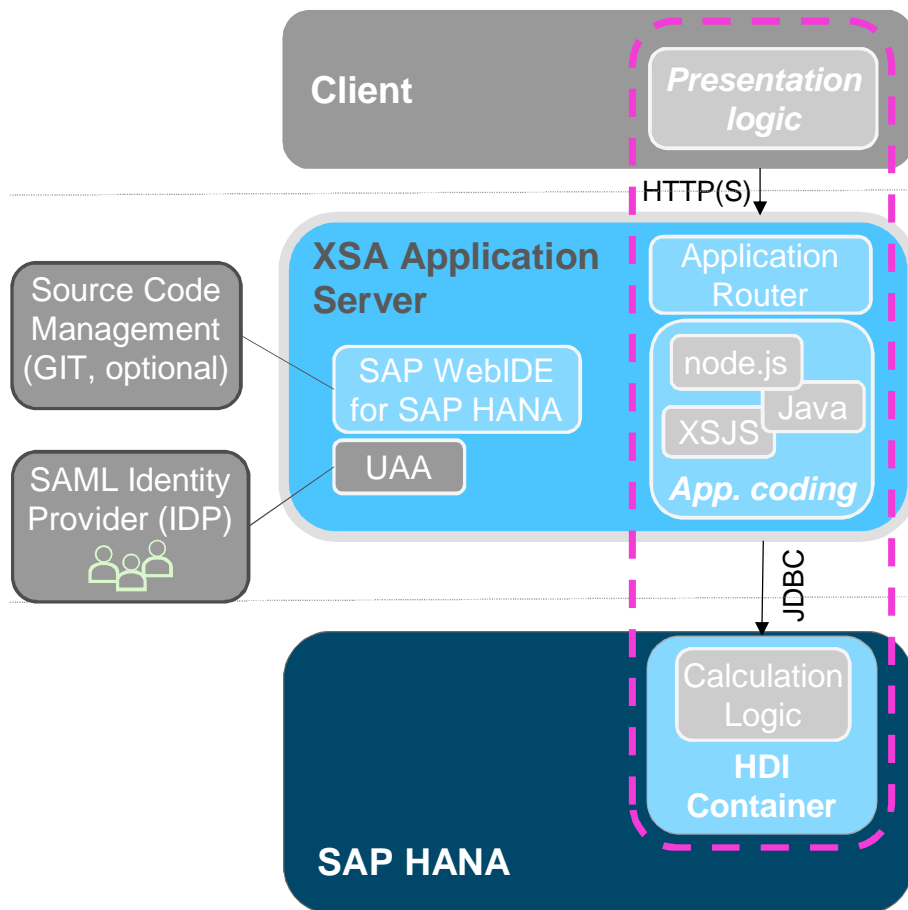 Client
Presentation
logic
HTTP(S)
XSA Application
Server
Application
Router
Source Code
Management
(GIT, optional)
SAP WebIDE
for SAP HANA
node.js
Java
XSJS
App. coding
UAA
SAML Identity
Provider (IDP)
JDBC
Calculation
Logic
HDI
Container
SAP HANA